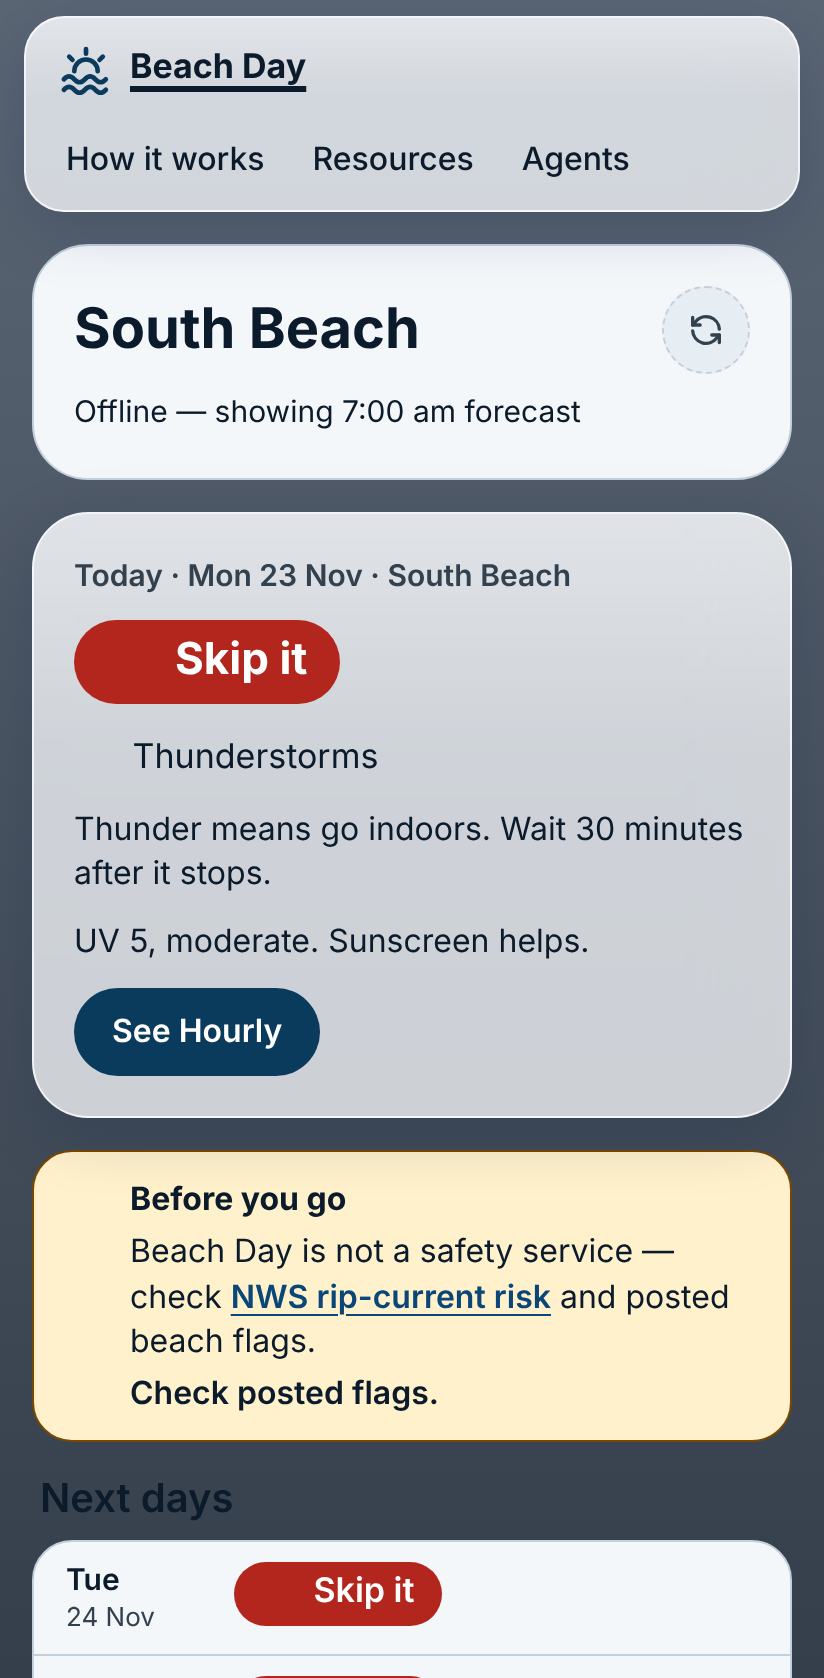 Beach Day
How it works Resources Agents
South Beach
Offline — showing 7:00 am forecast
Today · Mon 23 Nov · South Beach
Skip it
Thunderstorms
Thunder means go indoors. Wait 30 minutes
after it stops.
UV 5, moderate. Sunscreen helps.
See Hourly
Before you go
Beach Day is not a safety service —
check NWS rip-current risk and posted
beach flags.
Check posted flags.
Next days
Tue
24 Nov
Skip it